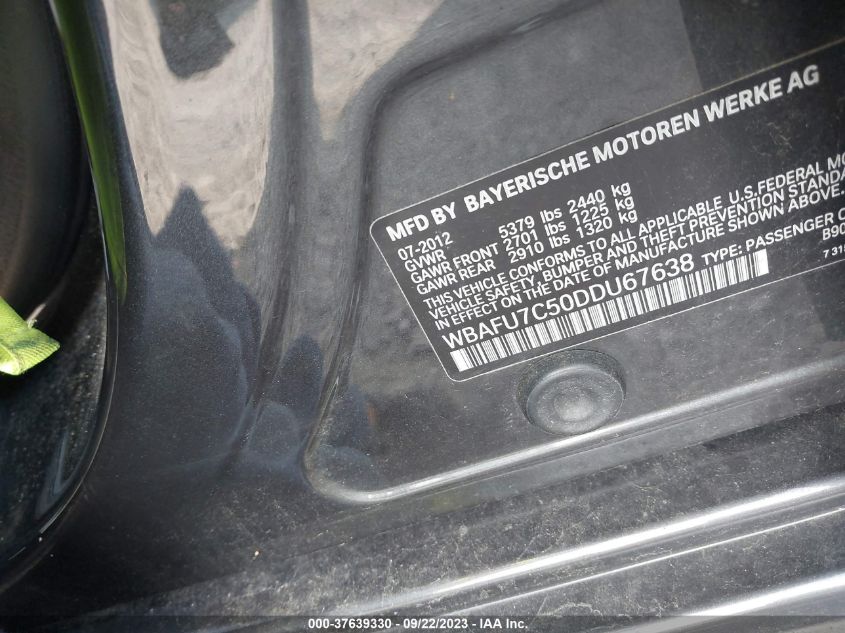 MFD BY BAYERISCHE MOTOREN WERKE AG
07-2012
GVWR 5379 lbs 2440 kg
GAWR FRONT 2701 lbs 1225 kg
GAWR REAR 2910 lbs 1320 kg
THIS VEHICLE CONFORMS TO ALL APPLICABLE U.S.FEDERAL
VEHICLE SAFETY, BUMPER AND THEFT PREVENTION
IN EFFECT ON THE DATE OF MANUFACTURE SHOWN ABOVE.
WBAFU7C50DDU67638 TYPE: PASSENGER
000-37639330 - 09/22/2023 - IAA Inc.